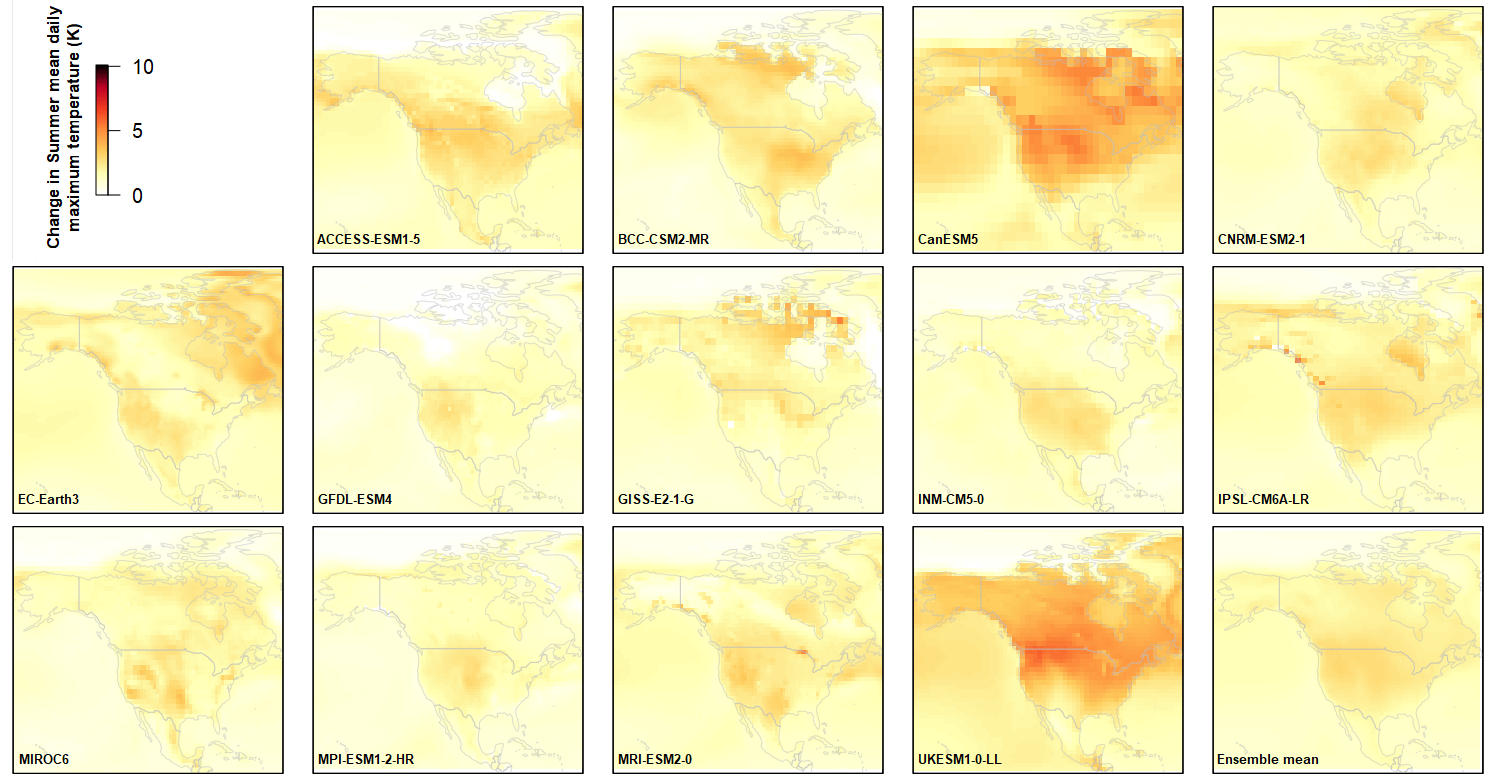 Change in Summer mean daily
maximum temperature (K)
10
5
0
ACCESS-ESM1-5
BCC-CSM2-MR
CanESM5
CNRM-ESM2-1
EC-Earth3
GFDL-ESM4
GISS-E2-1-G
INM-CM5-0
IPSL-CM6A-LR
MIROC6
MPI-ESM1-2-HR
MRI-ESM2-0
UKESM1-0-LL
Ensemble mean